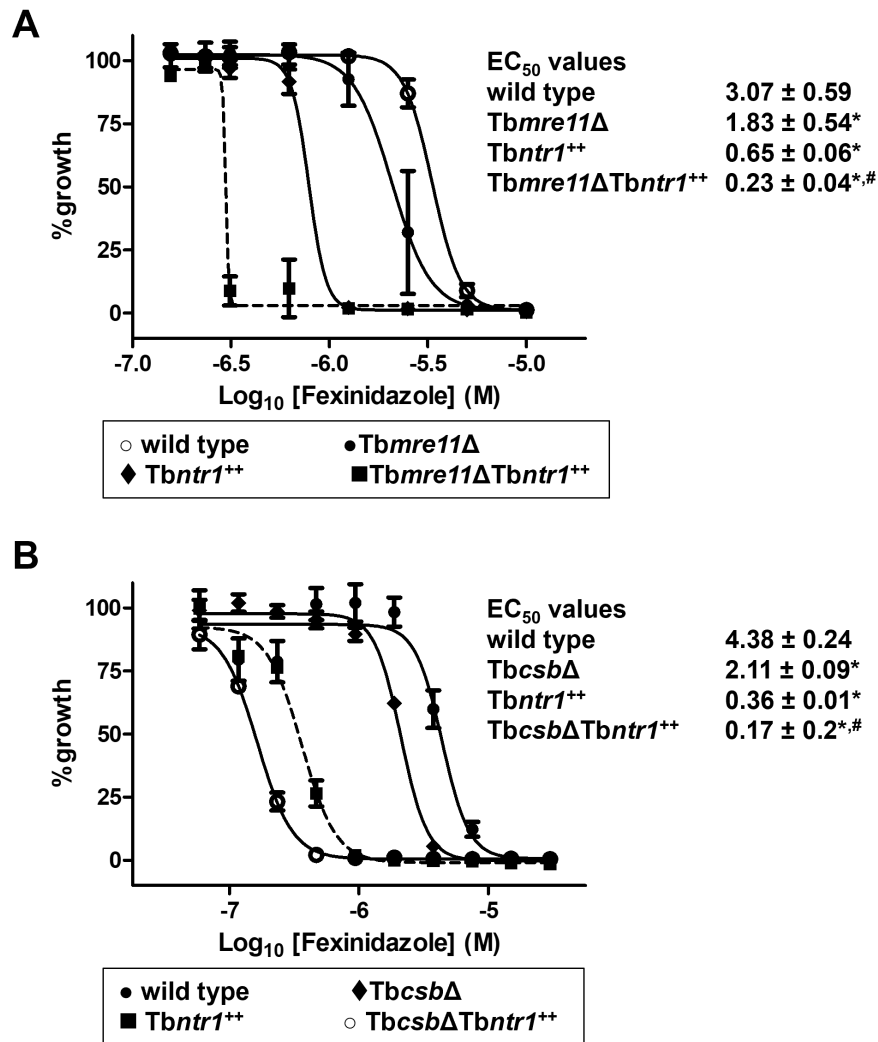 A
EC50 values
wild type 3.07 ± 0.59
Tbmre11Δ 1.83 ± 0.54*
Tbntr1++ 0.65 ± 0.06*
Tbmre11ΔTbntr1++ 0.23 ± 0.04*,#
100
75
50
25
0
%growth
-7.0 -6.5 -6.0 -5.5 -5.0
Log10 [Fexinidazole] (M)
○ wild type ●Tbmre11Δ
◆ Tbntr1++ ■Tbmre11ΔTbntr1++
B
EC50 values
wild type 4.38 ± 0.24
TbcsbΔ 2.11 ± 0.09*
Tbntr1++ 0.36 ± 0.01*
TbcsbΔTbntr1++ 0.17 ± 0.2*,#
100
75
50
25
0
%growth
-7 -6 -5
Log10 [Fexinidazole] (M)
● wild type ◆TbcsbΔ
■ Tbntr1++ ○ TbcsbΔTbntr1++